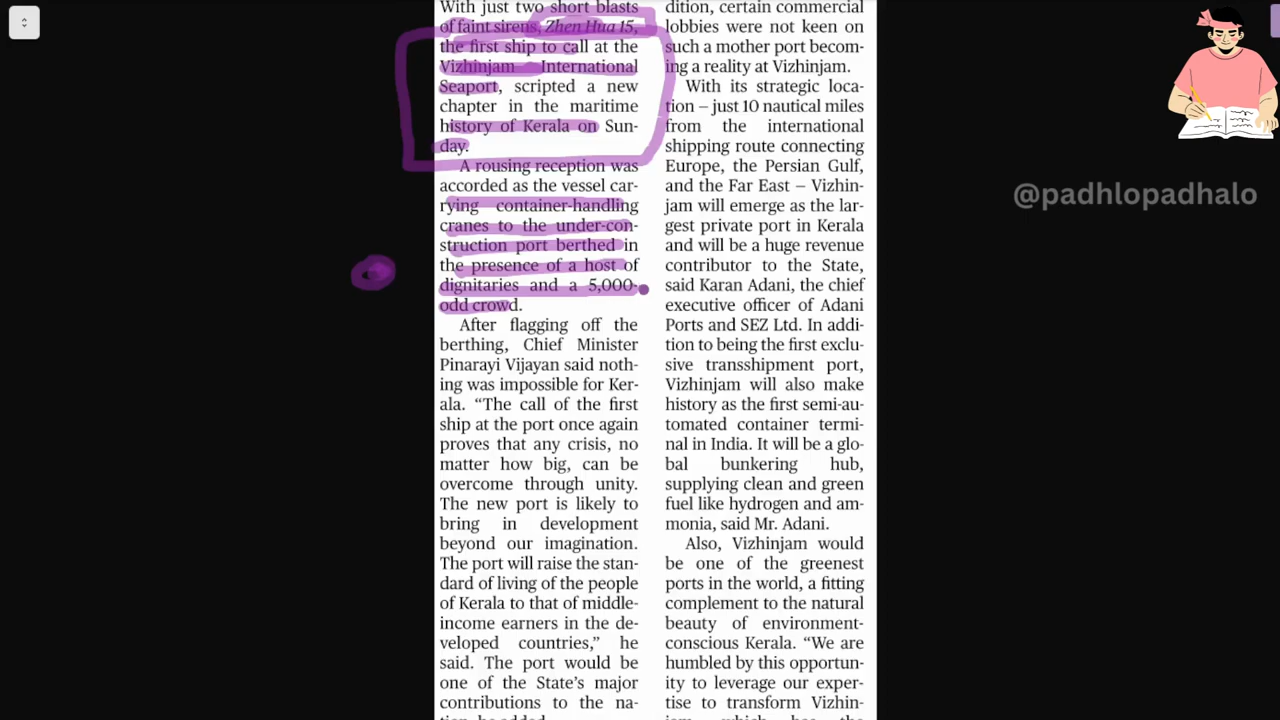 With just two short blasts
of faint sirens, Zhen Hua 15,
the first ship to call at the
Vizhinjam International
Seaport, scripted a new
chapter in the maritime
history of Kerala on Sun-
day.
A rousing reception was
accorded as the vessel car-
rying container-handling
cranes to the under-con-
struction port berthed in
the presence of a host of
dignitaries and a 5,000-
odd crowd.
After flagging off the
berthing, Chief Minister
Pinarayi Vijayan said noth-
ing was impossible for Ker-
ala. “The call of the first
ship at the port once again
proves that any crisis, no
matter how big, can be
overcome through unity.
The new port is likely to
bring in development
beyond our imagination.
The port will raise the stan-
dard of living of the people
of Kerala to that of middle-
income earners in the de-
veloped countries,” he
said. The port would be
one of the State’s major
contributions to the na-
tion, he added.
dition, certain commercial
lobbies were not keen on
such a mother port becom-
ing a reality at Vizhinjam.
With its strategic loca-
tion – just 10 nautical miles
from the international
shipping route connecting
Europe, the Persian Gulf,
and the Far East – Vizhin-
jam will emerge as the lar-
gest private port in Kerala
and will be a huge revenue
contributor to the State,
said Karan Adani, the chief
executive officer of Adani
Ports and SEZ Ltd. In addi-
tion to being the first exclu-
sive transshipment port,
Vizhinjam will also make
history as the first semi-au-
tomated container termi-
nal in India. It will be a glo-
bal bunkering hub,
supplying clean and green
fuel like hydrogen and am-
monia, said Mr. Adani.
Also, Vizhinjam would
be one of the greenest
ports in the world, a fitting
complement to the natural
beauty of environment-
conscious Kerala. “We are
humbled by this opportun-
ity to leverage our exper-
tise to transform Vizhin-
jam, which has the
@padhlopadhalo